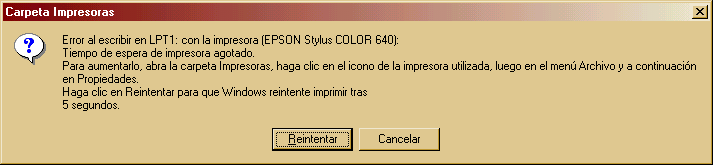 Carpeta Impresoras
Error al escribir en LPT1: con la impresora (EPSON Stylus COLOR 640):
Tiempo de espera de impresora agotado.
Para aumentarlo, abra la carpeta Impresoras, haga clic en el icono de la impresora utilizada, luego en el menú Archivo y a continuación
en Propiedades.
Haga clic en Reintentar para que Windows reintente imprimir tras
5 segundos.
Reintentar
Cancelar